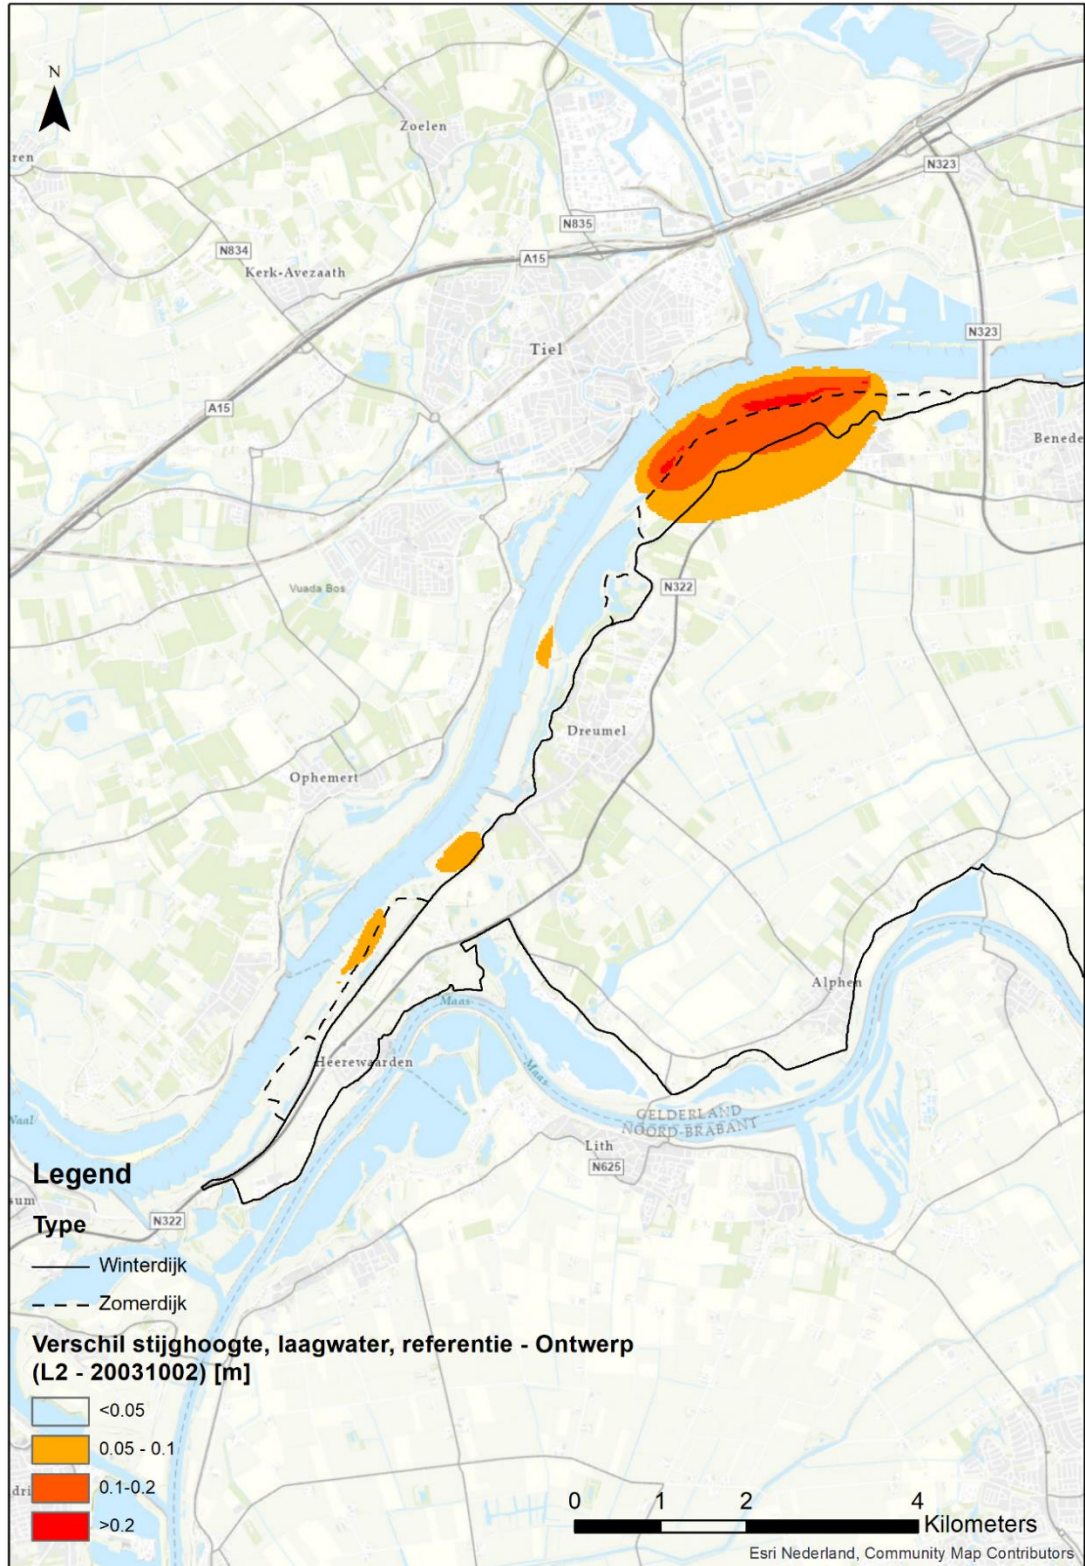 N
Zoelen
ren
N323
N835
N834
A15
Kerk-Avezaath
N323
Tiel
A15
Benede
Vuada Bos
N322
Dreumel
Ophemert
Alphen
Maas
Heerewaarden
Maas
GELDERLAND
NOORD-BRABANT
Waal
Lith
N625
Legend
sum
N322
Type
Winterdijk
Zomerdijk
Verschil stijghoogte, laagwater, referentie - Ontwerp
(L2 - 20031002) [m]
<0.05
0.05 - 0.1
dri
0.1-0.2
>0.2
0 1 2 4
Kilometers
Esri Nederland, Community Map Contributors